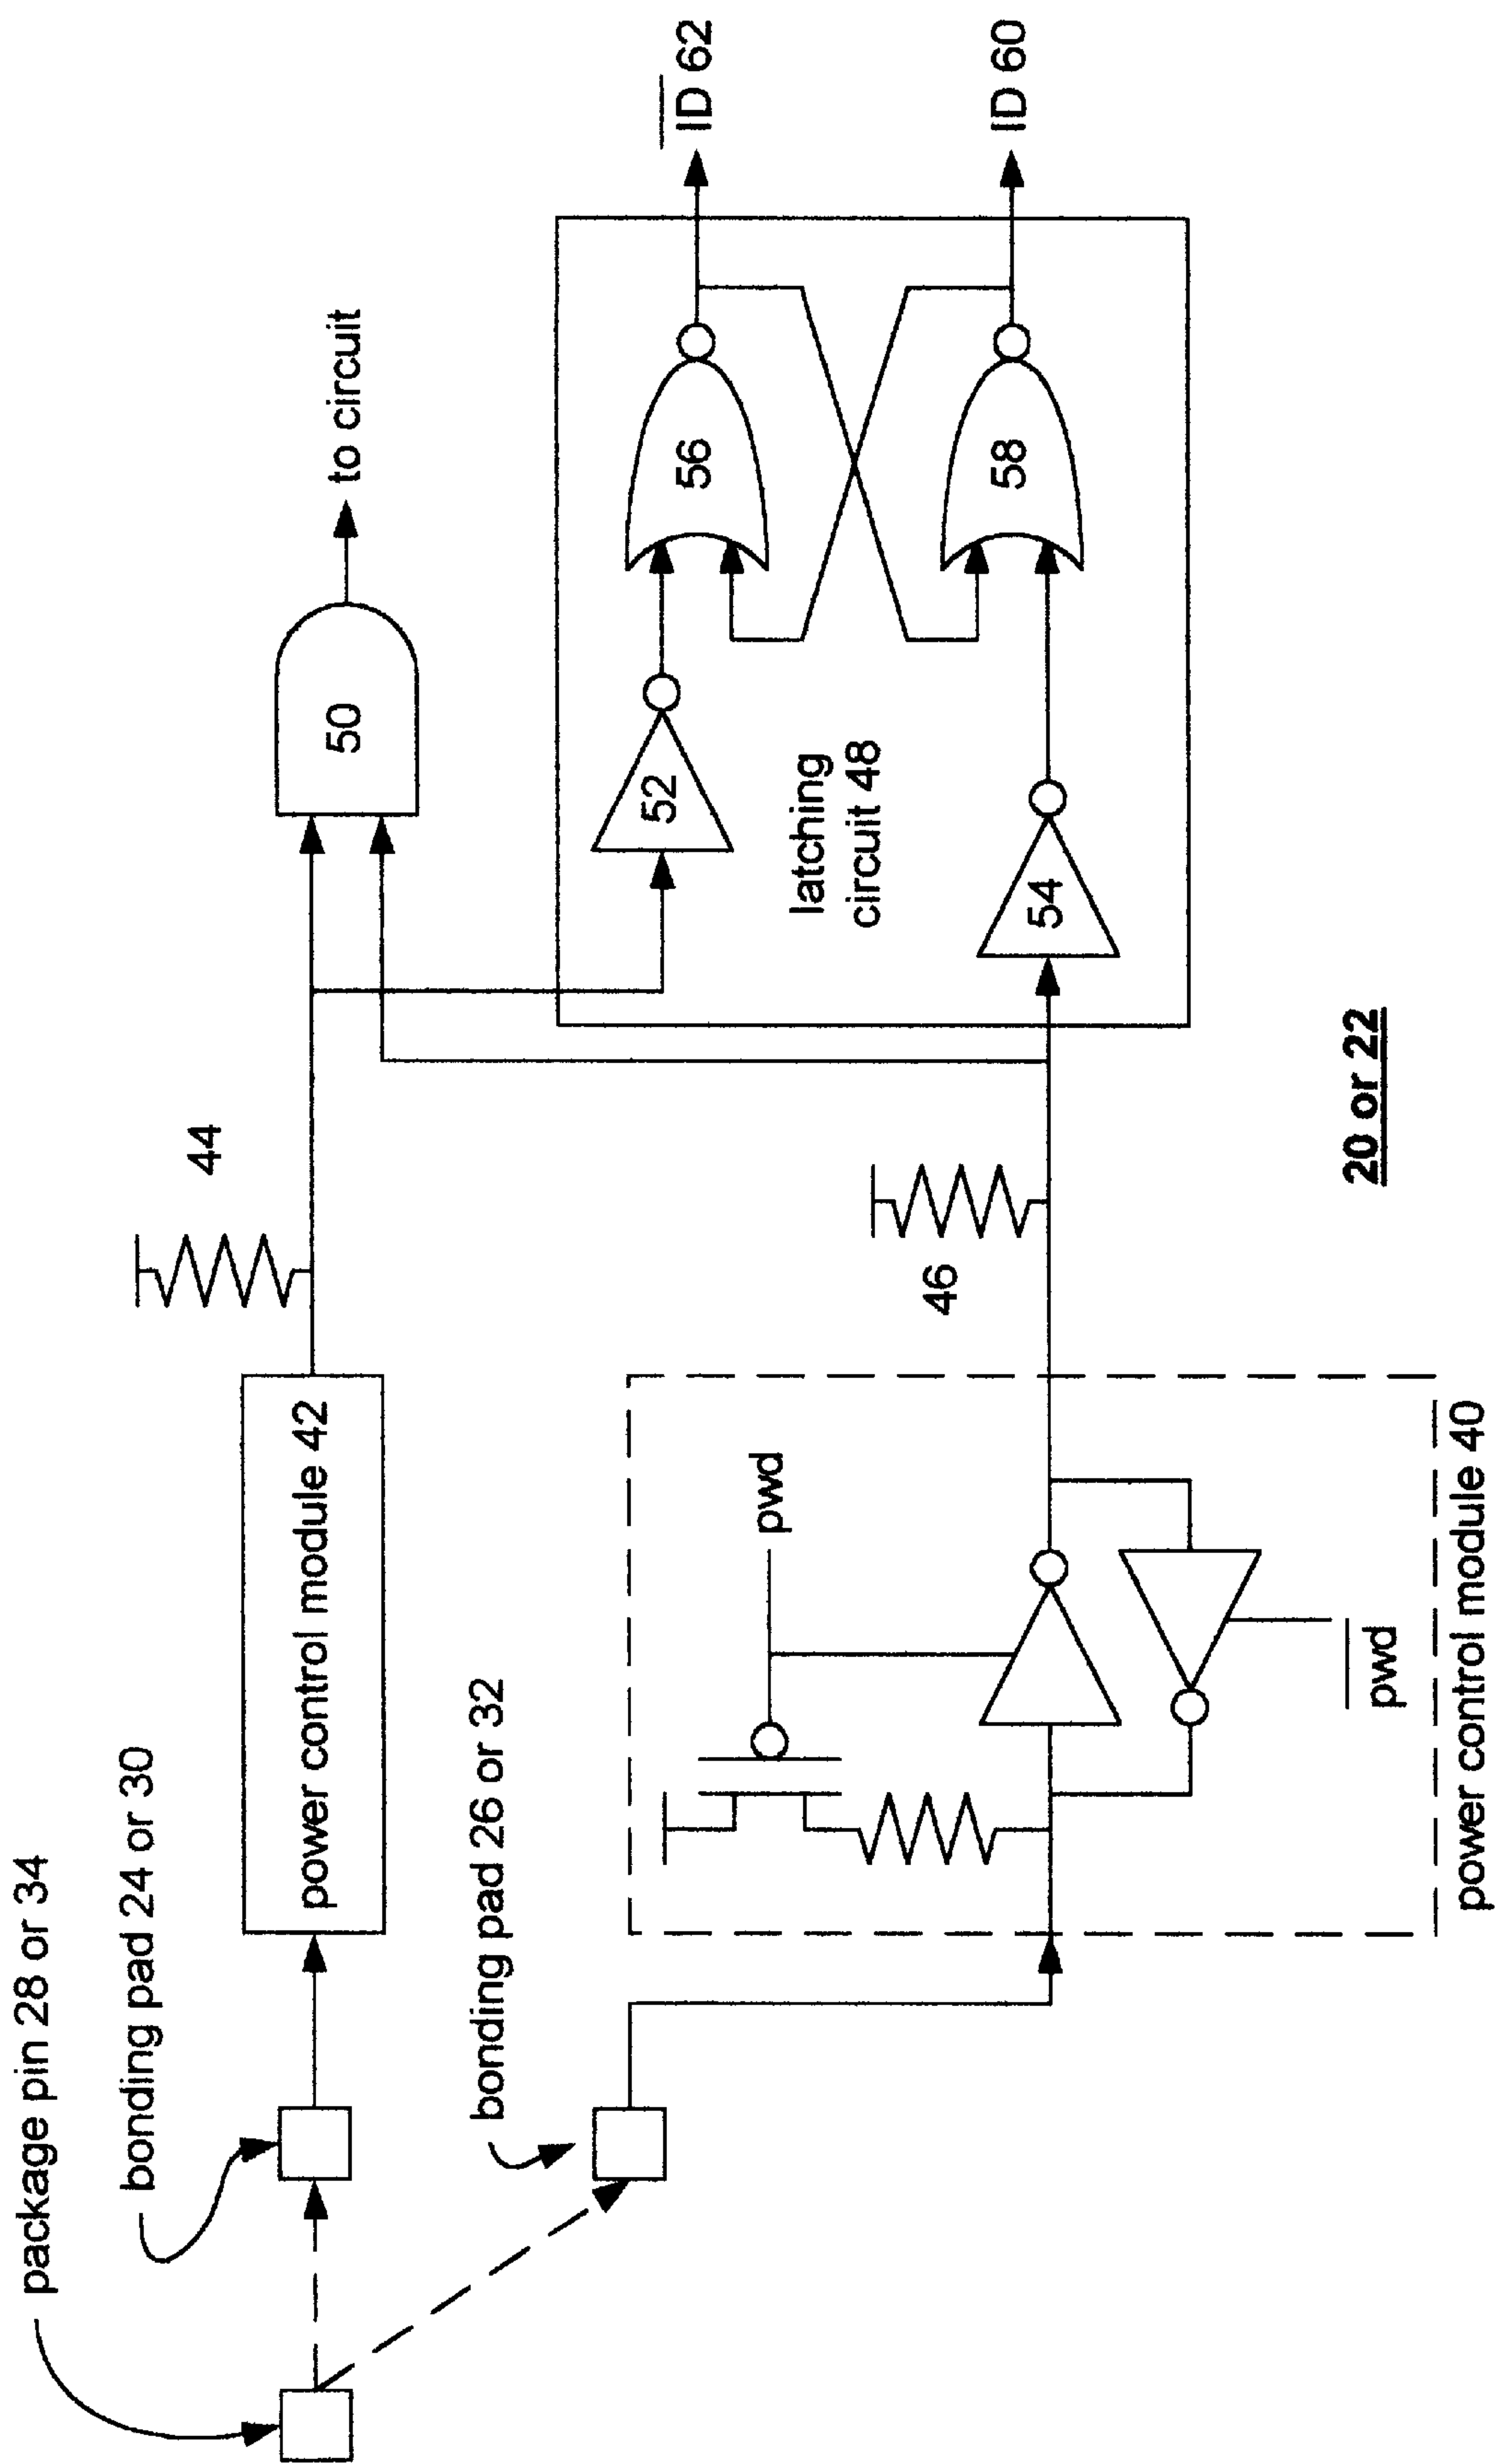 package pin 28 or 34
bonding pad 24 or 30
power control module 42
44
50
to circuit
bonding pad 26 or 32
pwd
p̅w̅d̅
power control module 40
46
52
54
latching
circuit 48
56
58
I̅D̅ 62
ID 60
20 or 22